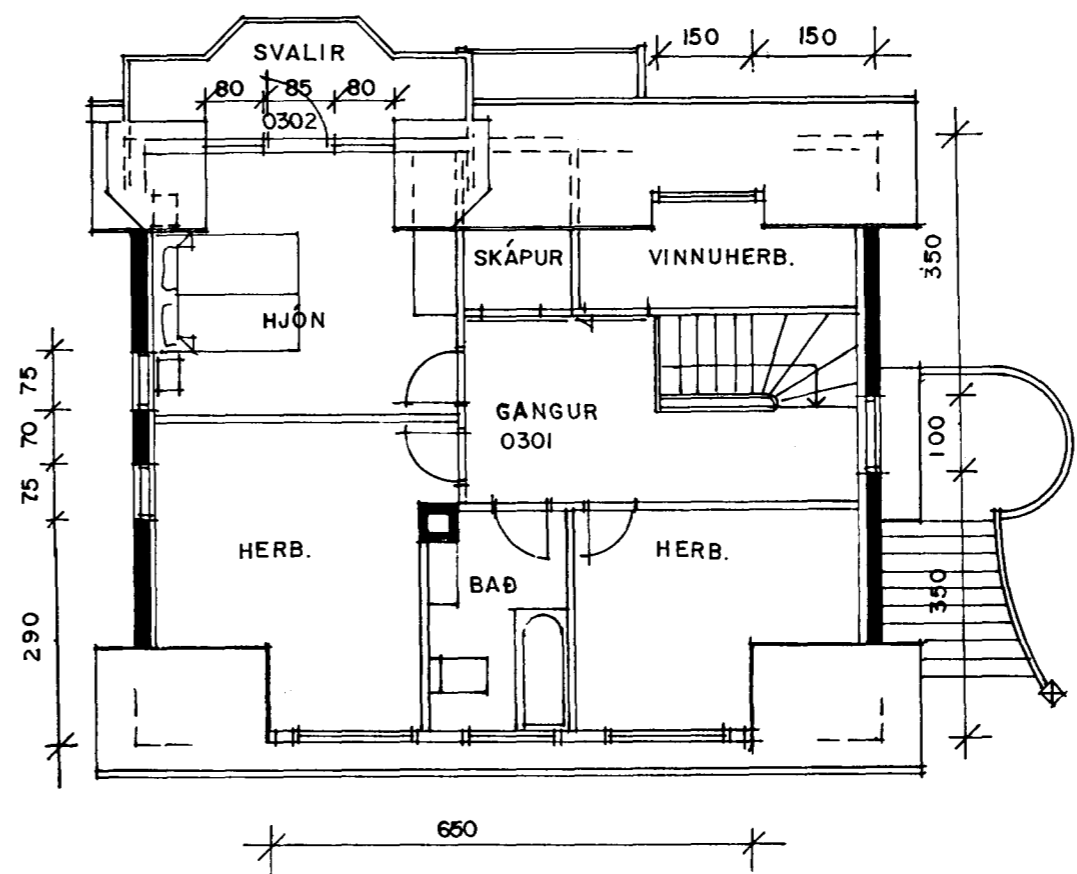 SVALIR
150
150
80
85
80
0302
SKÁPUR
VINNUHERB.
350
HJÓN
75
GANGUR
0301
70
100
75
HERB.
HERB.
BAÐ
350
290
650